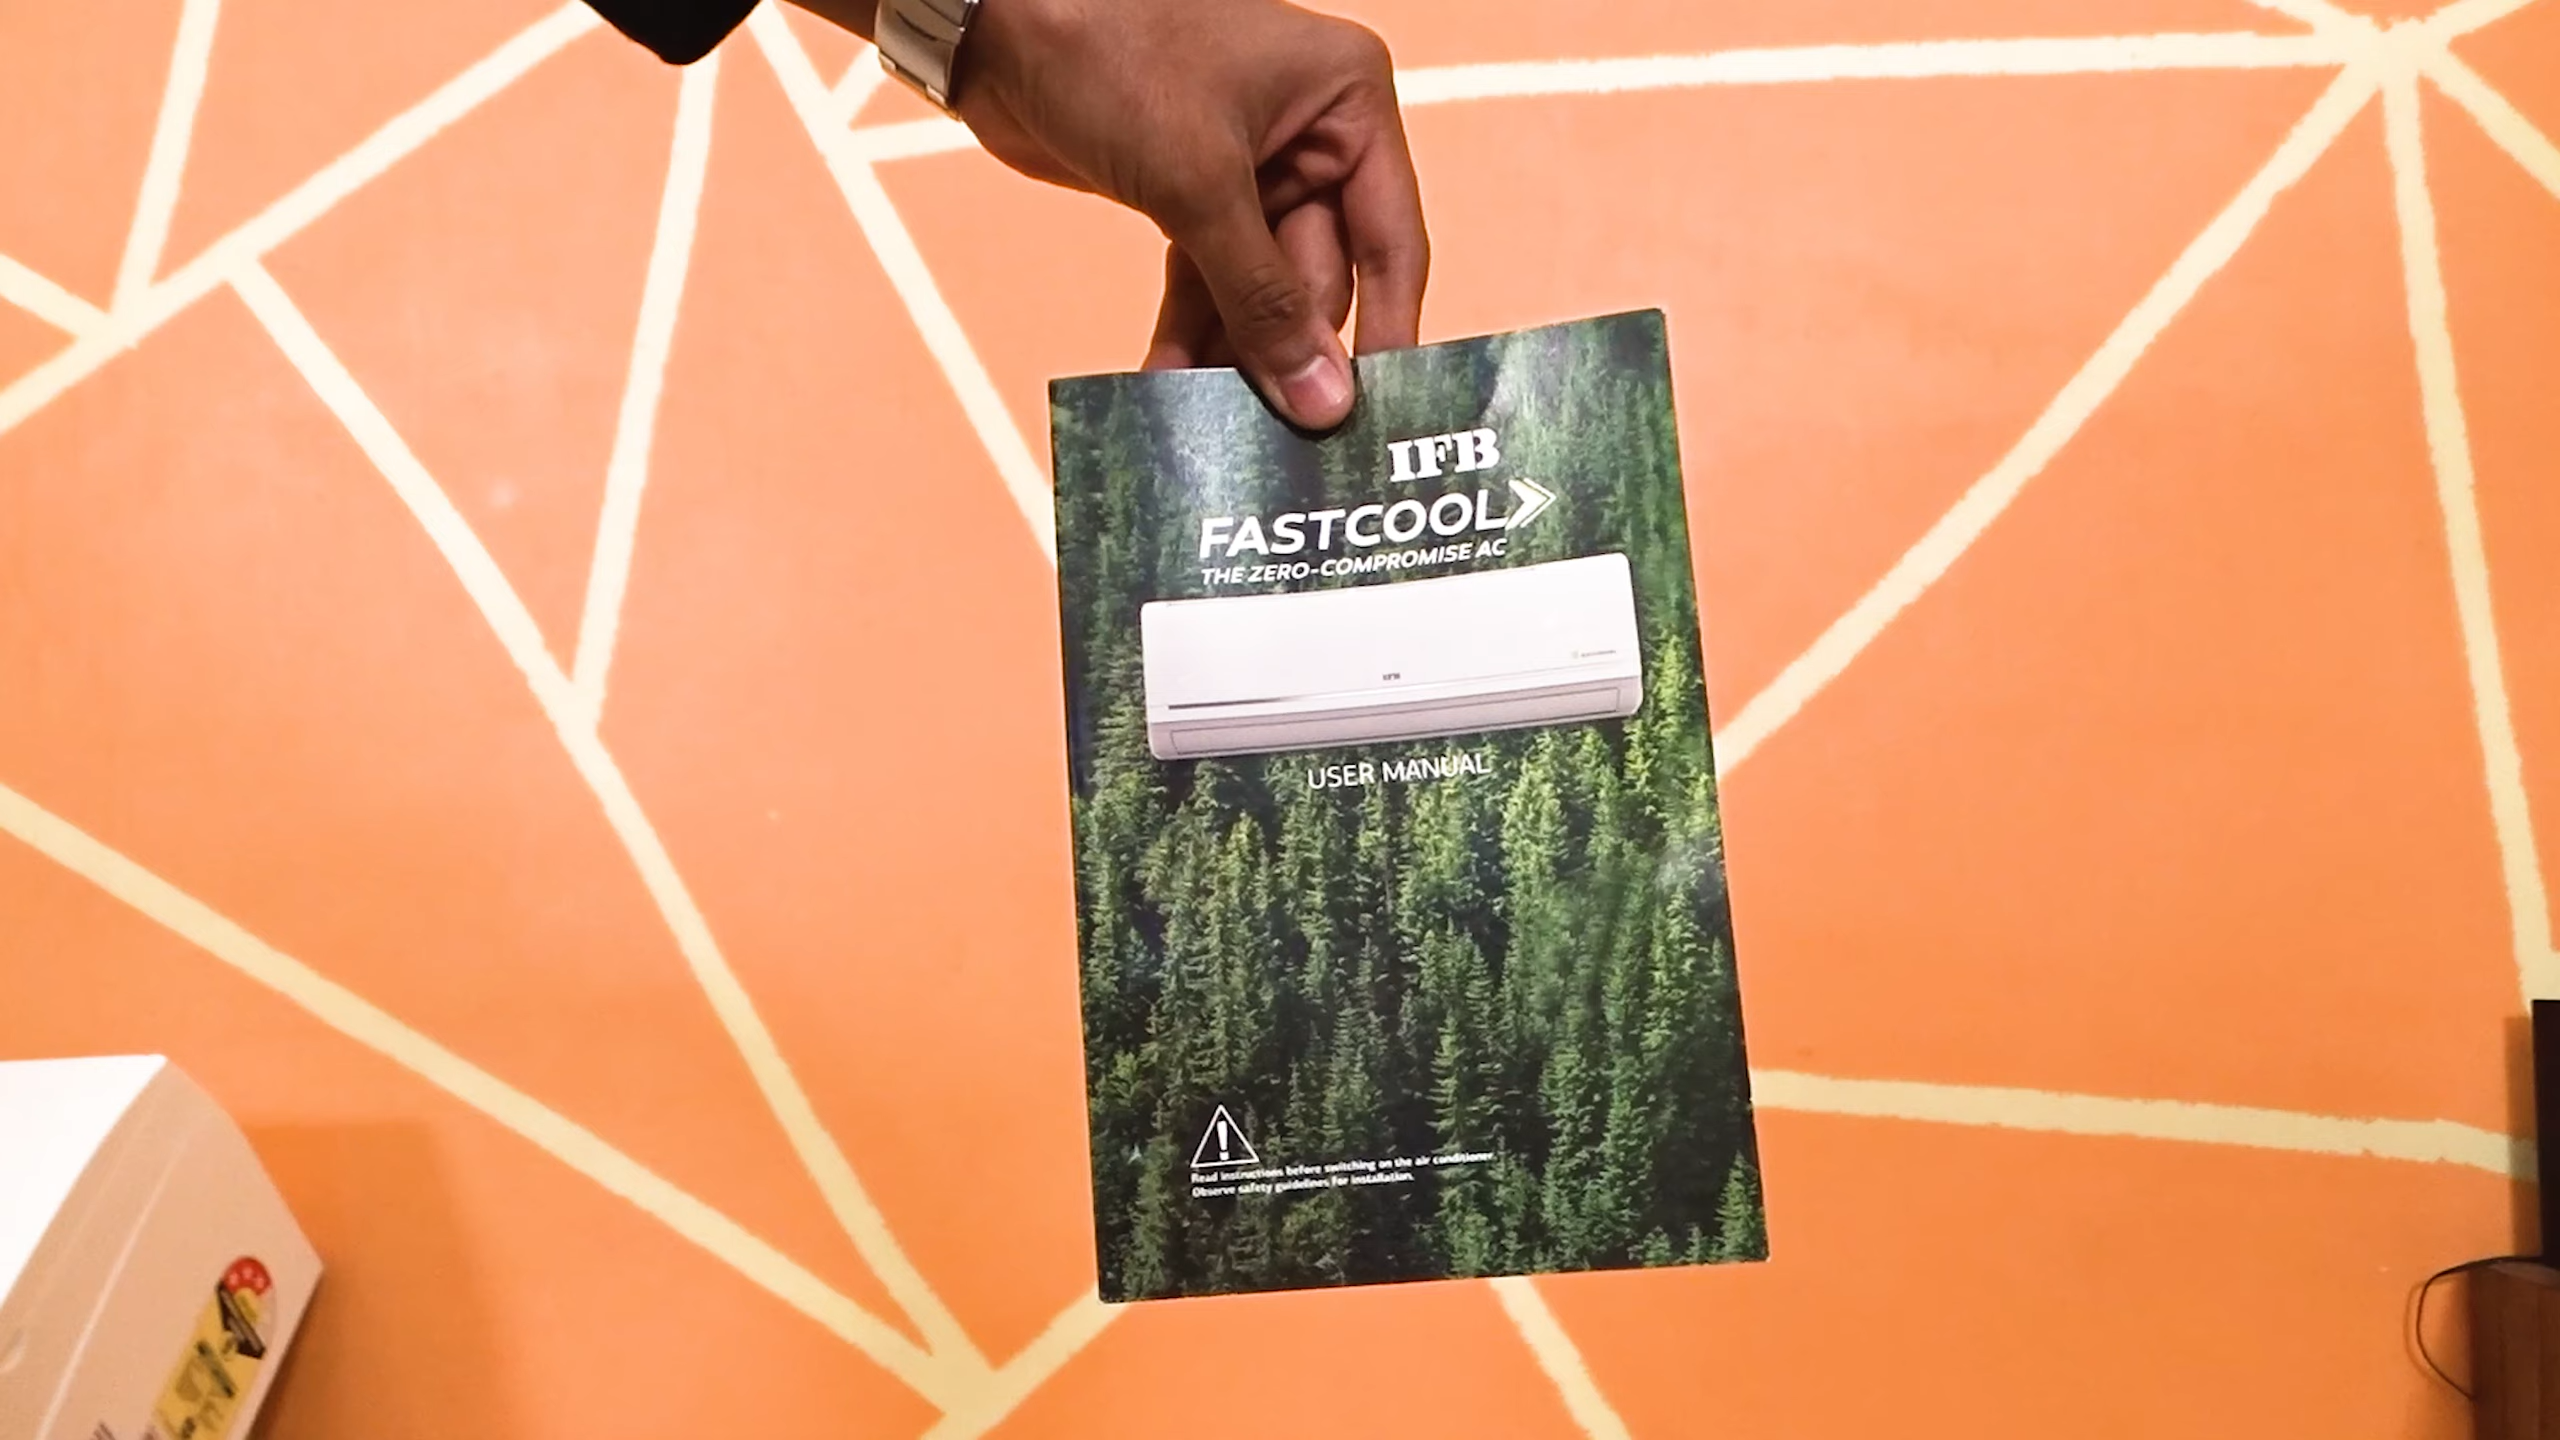 IFB
FASTCOOL
THE ZERO-COMPROMISE AC
IFB
USER MANUAL
Read instructions before switching on the air conditioner.
Observe safety guidelines for installation.